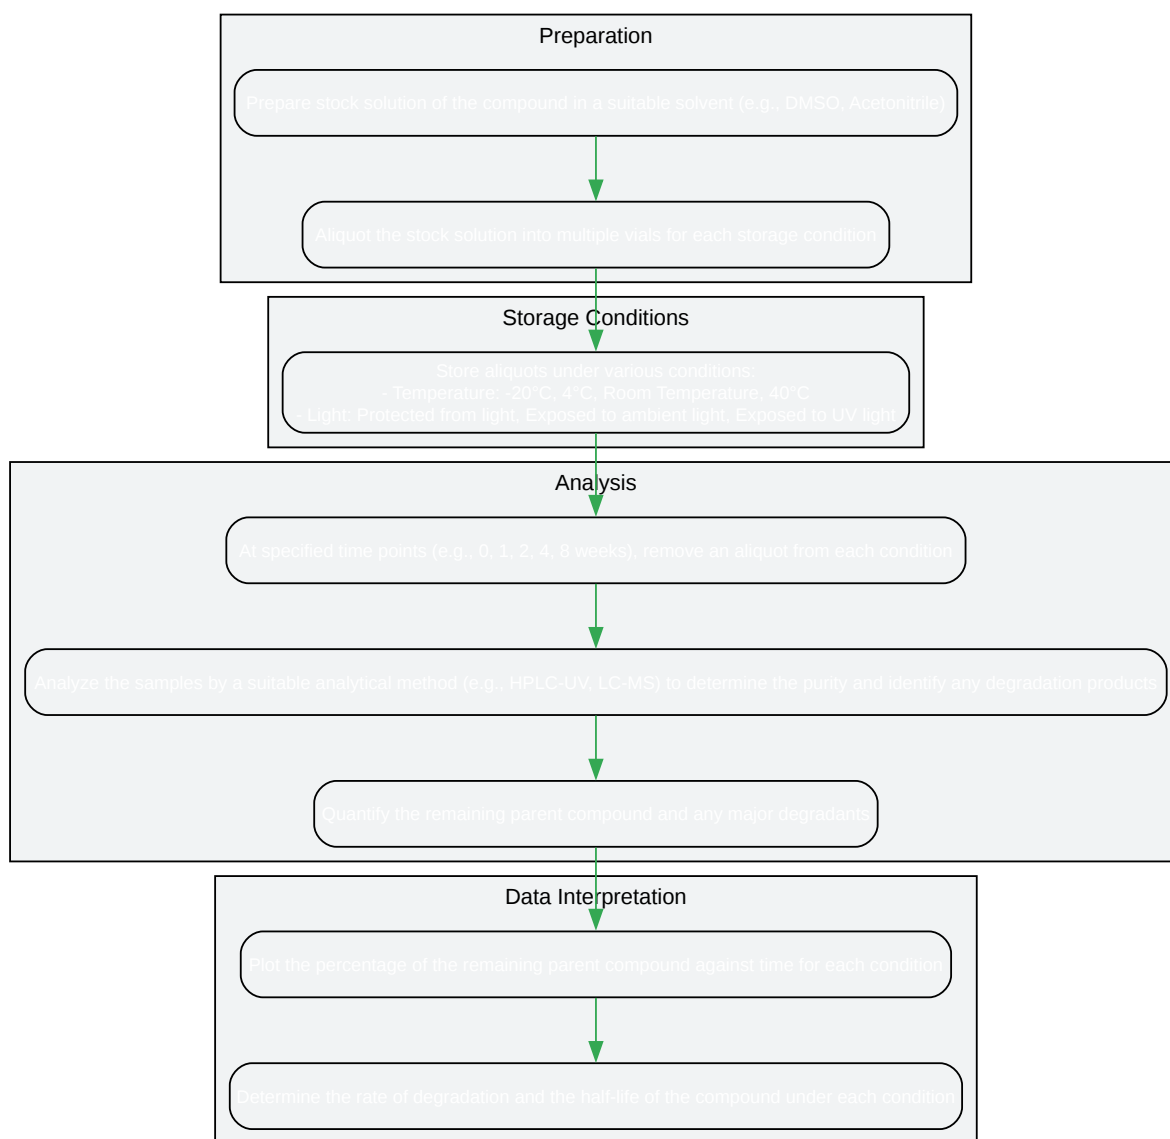 Preparation
Prepare stock solution of the compound in a suitable solvent (e.g., DMSO, Acetonitrile)
Aliquot the stock solution into multiple vials for each storage condition
Storage Conditions
Store aliquots under various conditions:
- Temperature: -20°C, 4°C, Room Temperature, 40°C
- Light: Protected from light, Exposed to ambient light, Exposed to UV light
Analysis
At specified time points (e.g., 0, 1, 2, 4, 8 weeks), remove an aliquot from each condition
Analyze the samples by a suitable analytical method (e.g., HPLC-UV, LC-MS) to determine the purity and identify any degradation products
Quantify the remaining parent compound and any major degradants
Data Interpretation
Plot the percentage of the remaining parent compound against time for each condition
Determine the rate of degradation and the half-life of the compound under each condition